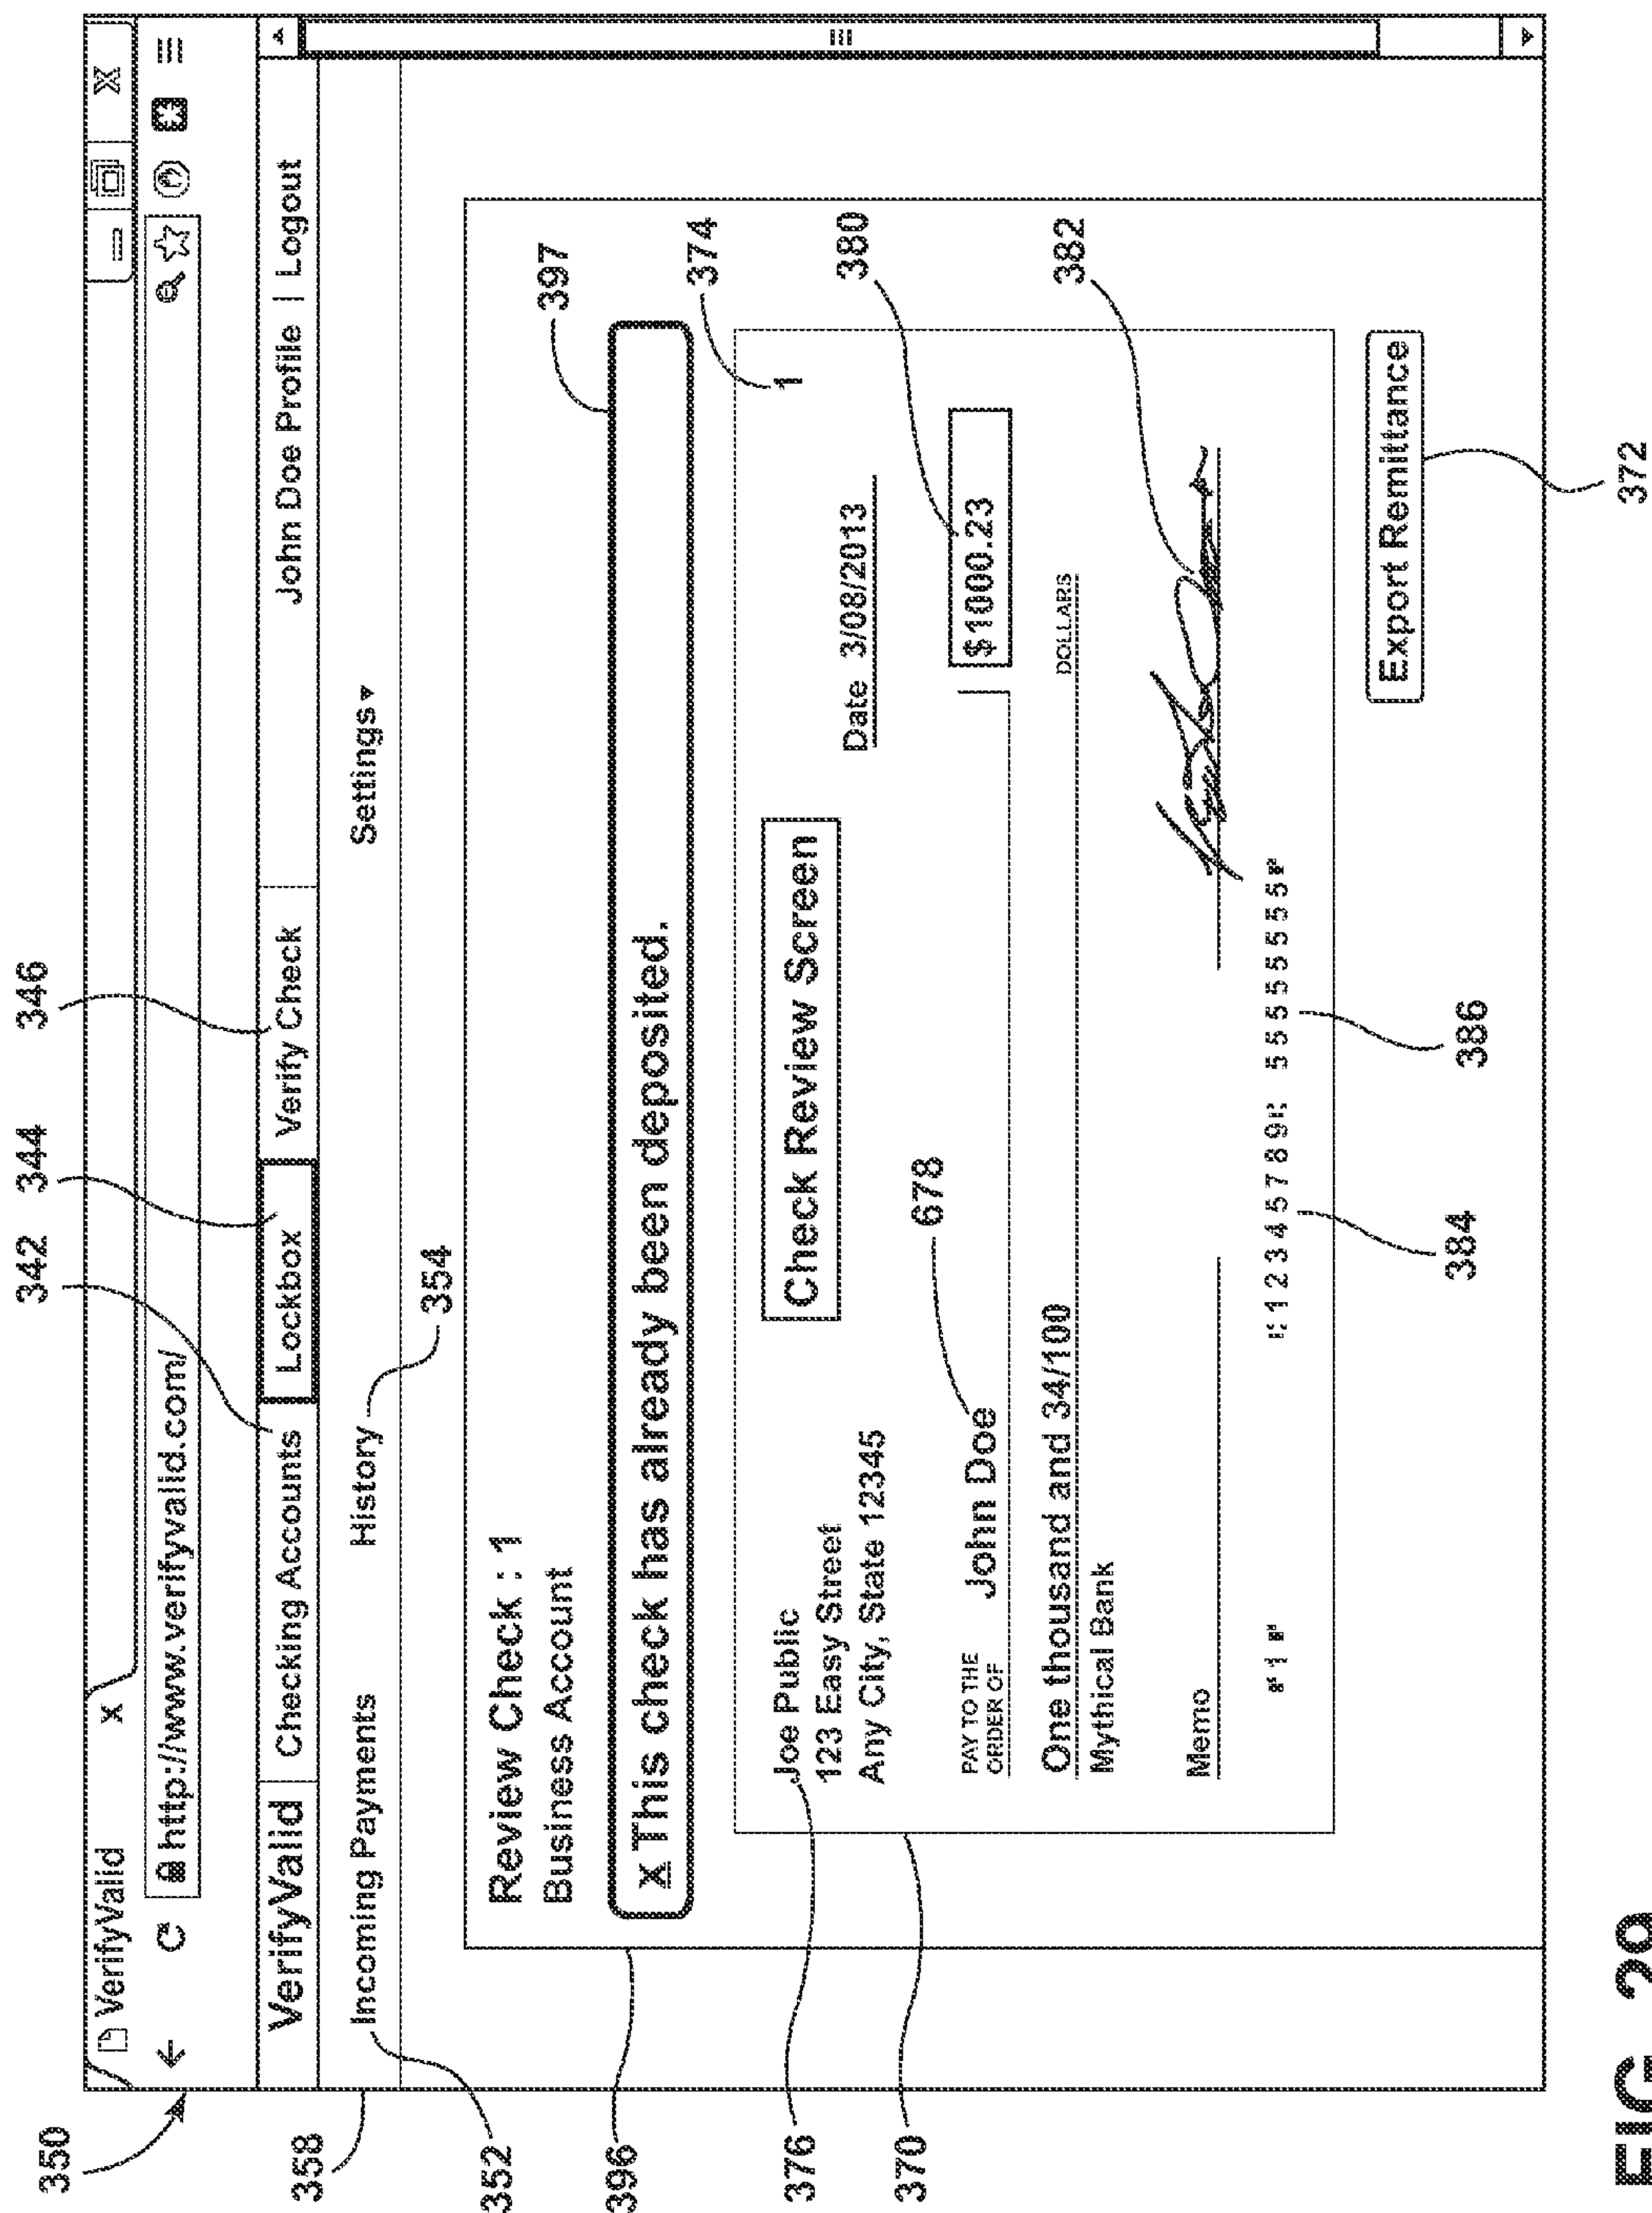 346
344
342
350
VerifyValid X
http://www.verifyvalid.com/
VerifyValid Checking Accounts Lockbox Verify Check John Doe Profile | Logout
358
Incoming Payments History Settings
352
354
Review Check : 1
Business Account
397
396
x This check has already been deposited.
374
Joe Public Check Review Screen 1
123 Easy Street
Any City, State 12345
Date 3/08/2013
376
380
678
PAY TO THE
ORDER OF John Doe $1000.23
370
One thousand and 34/100 DOLLARS
Mythical Bank
382
Memo
⑈1⑈ ⑆12345789⑆ 555555555⑈
Export Remittance
384
386
372
FIG. 29